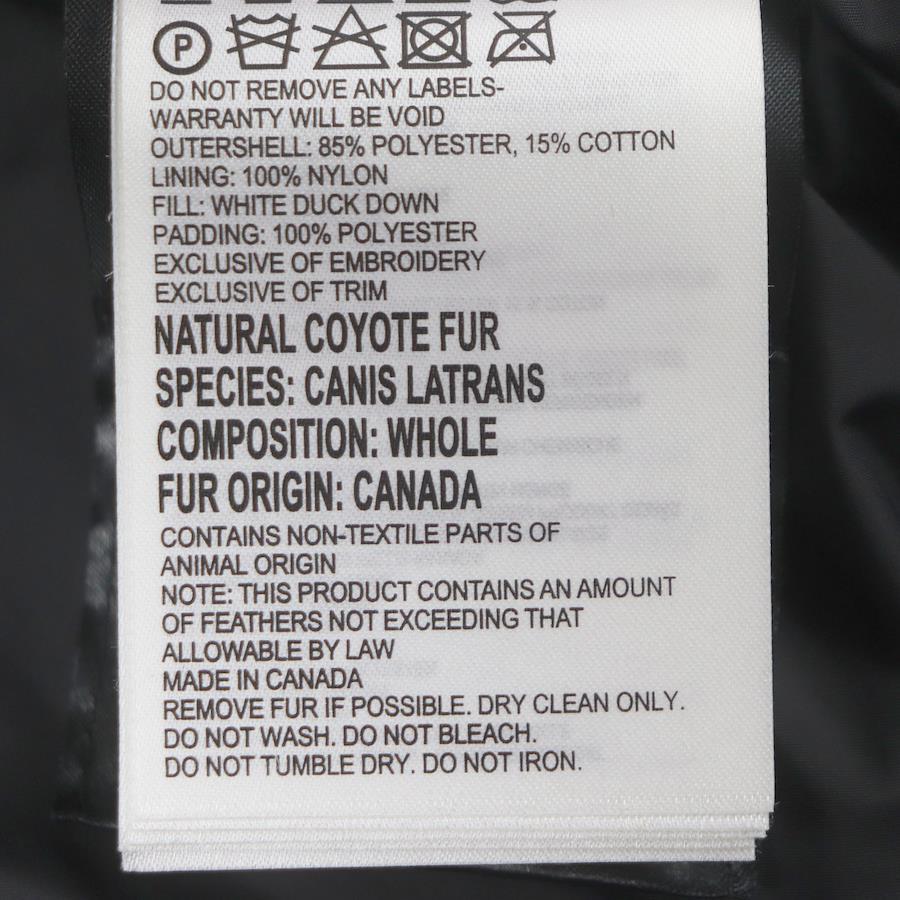 P
DO NOT REMOVE ANY LABELS-
WARRANTY WILL BE VOID
OUTERSHELL: 85% POLYESTER, 15% COTTON
LINING: 100% NYLON
FILL: WHITE DUCK DOWN
PADDING: 100% POLYESTER
EXCLUSIVE OF EMBROIDERY
EXCLUSIVE OF TRIM
NATURAL COYOTE FUR
SPECIES: CANIS LATRANS
COMPOSITION: WHOLE
FUR ORIGIN: CANADA
CONTAINS NON-TEXTILE PARTS OF
ANIMAL ORIGIN
NOTE: THIS PRODUCT CONTAINS AN AMOUNT
OF FEATHERS NOT EXCEEDING THAT
ALLOWABLE BY LAW
MADE IN CANADA
REMOVE FUR IF POSSIBLE. DRY CLEAN ONLY.
DO NOT WASH. DO NOT BLEACH.
DO NOT TUMBLE DRY. DO NOT IRON.